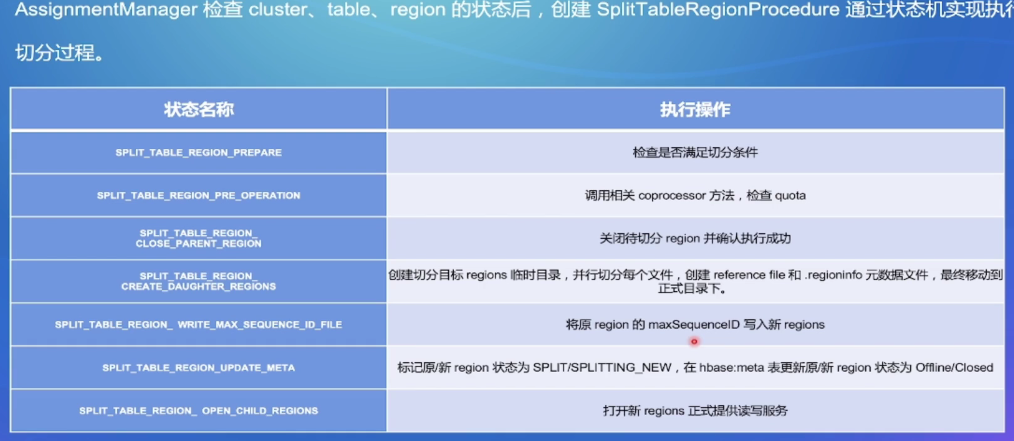 AssignmentManager 检查 cluster、table、region 的状态后，创建 SplitTableRegionProcedure 通过状态机实现执行
切分过程。
状态名称 执行操作
SPLIT_TABLE_REGION_PREPARE 检查是否满足切分条件
SPLIT_TABLE_REGION_PRE_OPERATION 调用相关 coprocessor 方法，检查 quota
SPLIT_TABLE_REGION_
CLOSE_PARENT_REGION
关闭待切分 region 并确认执行成功
SPLIT_TABLE_REGION_
CREATE_DAUGHTER_REGIONS
创建切分目标 regions 临时目录，并行切分每个文件，创建 reference file 和 .regioninfo 元数据文件，最终移动到
正式目录下。
SPLIT_TABLE_REGION_ WRITE_MAX_SEQUENCE_ID_FILE 将原 region 的 maxSequenceID 写入新 regions
SPLIT_TABLE_REGION_UPDATE_META 标记原/新 region 状态为 SPLIT/SPLITTING_NEW，在 hbase:meta 表更新原/新 region 状态为 Offline/Closed
SPLIT_TABLE_REGION_ OPEN_CHILD_REGIONS 打开新 regions 正式提供读写服务